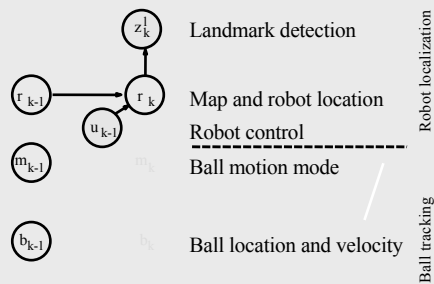 z_k^l Landmark detection
r_{k-1} r_k Map and robot location
u_{k-1} Robot control
m_{k-1} m_k Ball motion mode
b_{k-1} b_k Ball location and velocity
Robot localization
Ball tracking